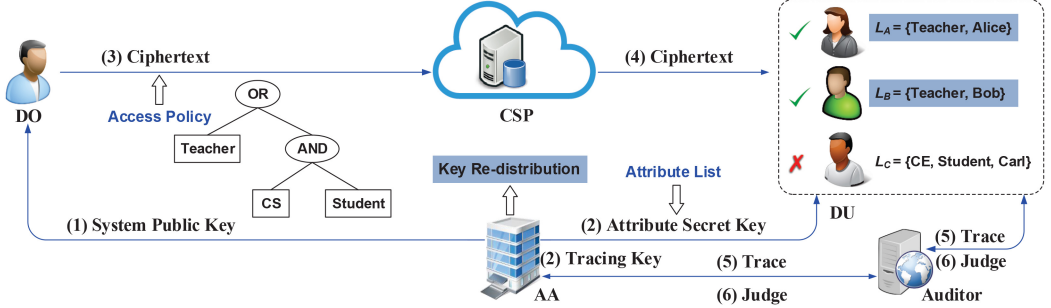 (3) Ciphertext
(4) Ciphertext
L_A = {Teacher, Alice}
L_B = {Teacher, Bob}
L_C = {CE, Student, Carl}
DO
Access Policy
OR
Teacher
AND
CS
Student
CSP
Key Re-distribution
Attribute List
DU
(1) System Public Key
(2) Attribute Secret Key
(2) Tracing Key
(5) Trace
(6) Judge
(5) Trace
(6) Judge
AA
Auditor